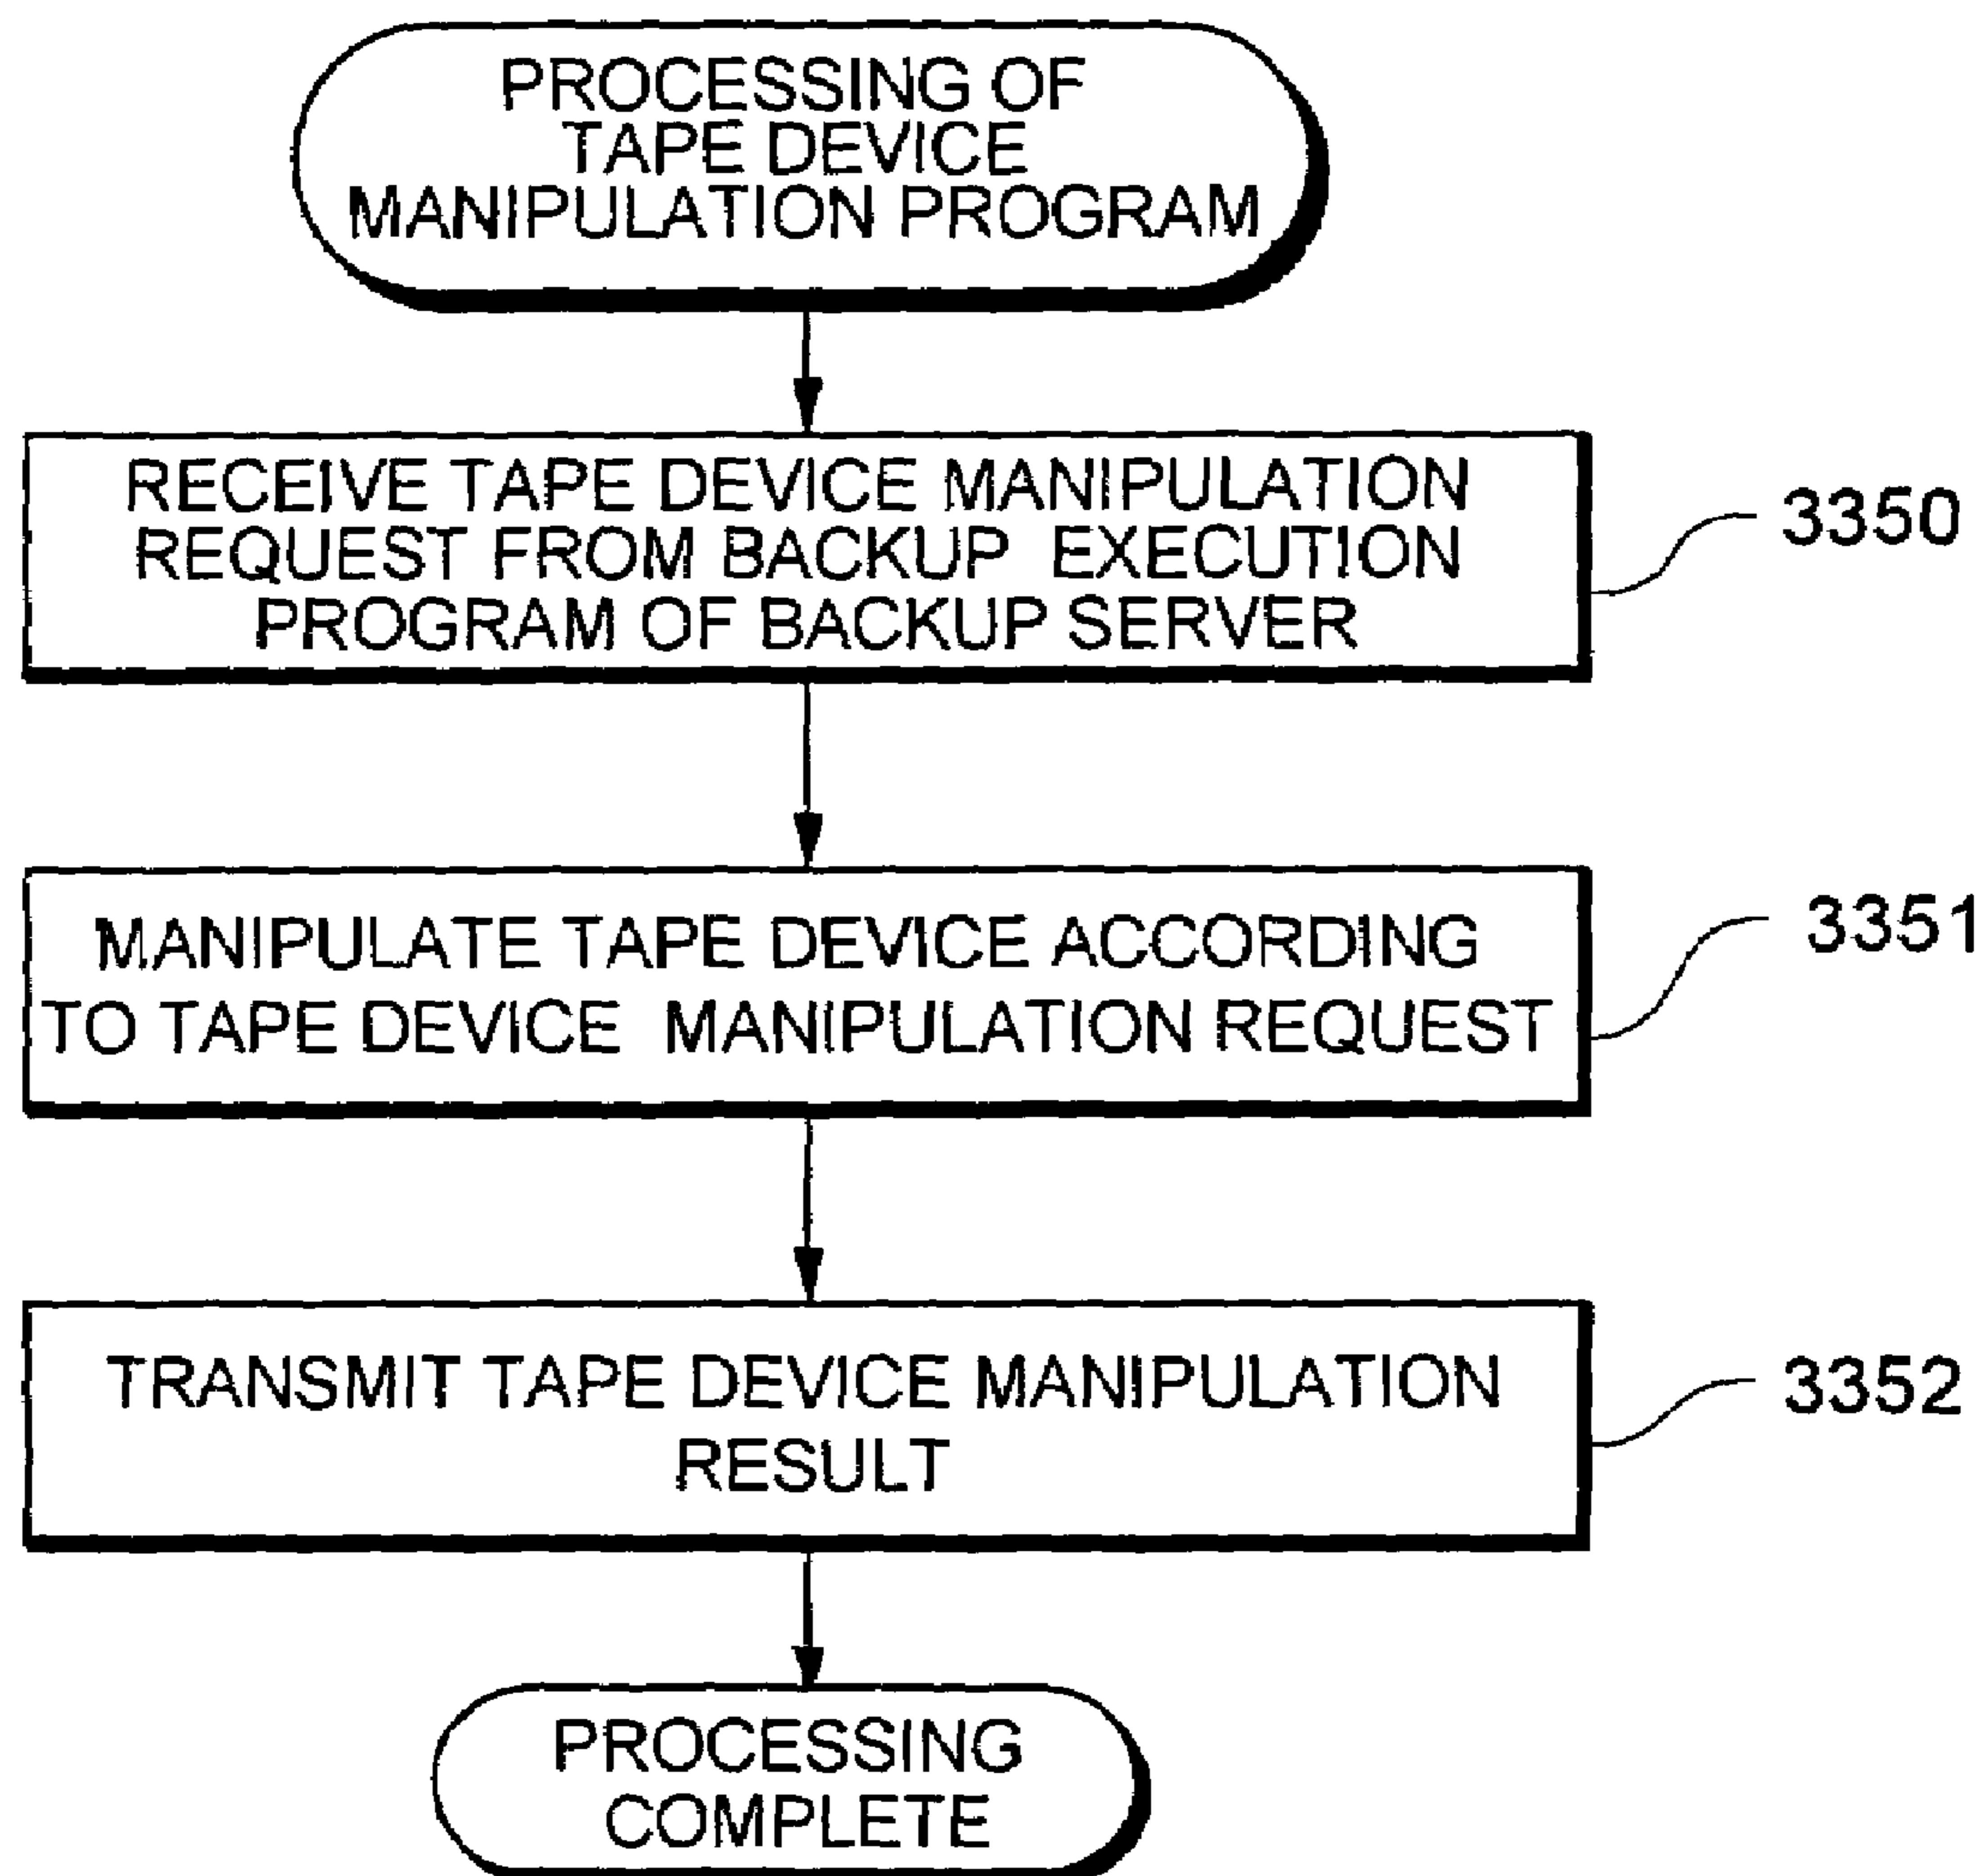 PROCESSING OF
TAPE DEVICE
MANIPULATION PROGRAM
RECEIVE TAPE DEVICE MANIPULATION
REQUEST FROM BACKUP EXECUTION
PROGRAM OF BACKUP SERVER
3350
MANIPULATE TAPE DEVICE ACCORDING
TO TAPE DEVICE MANIPULATION REQUEST
3351
TRANSMIT TAPE DEVICE MANIPULATION
RESULT
3352
PROCESSING
COMPLETE